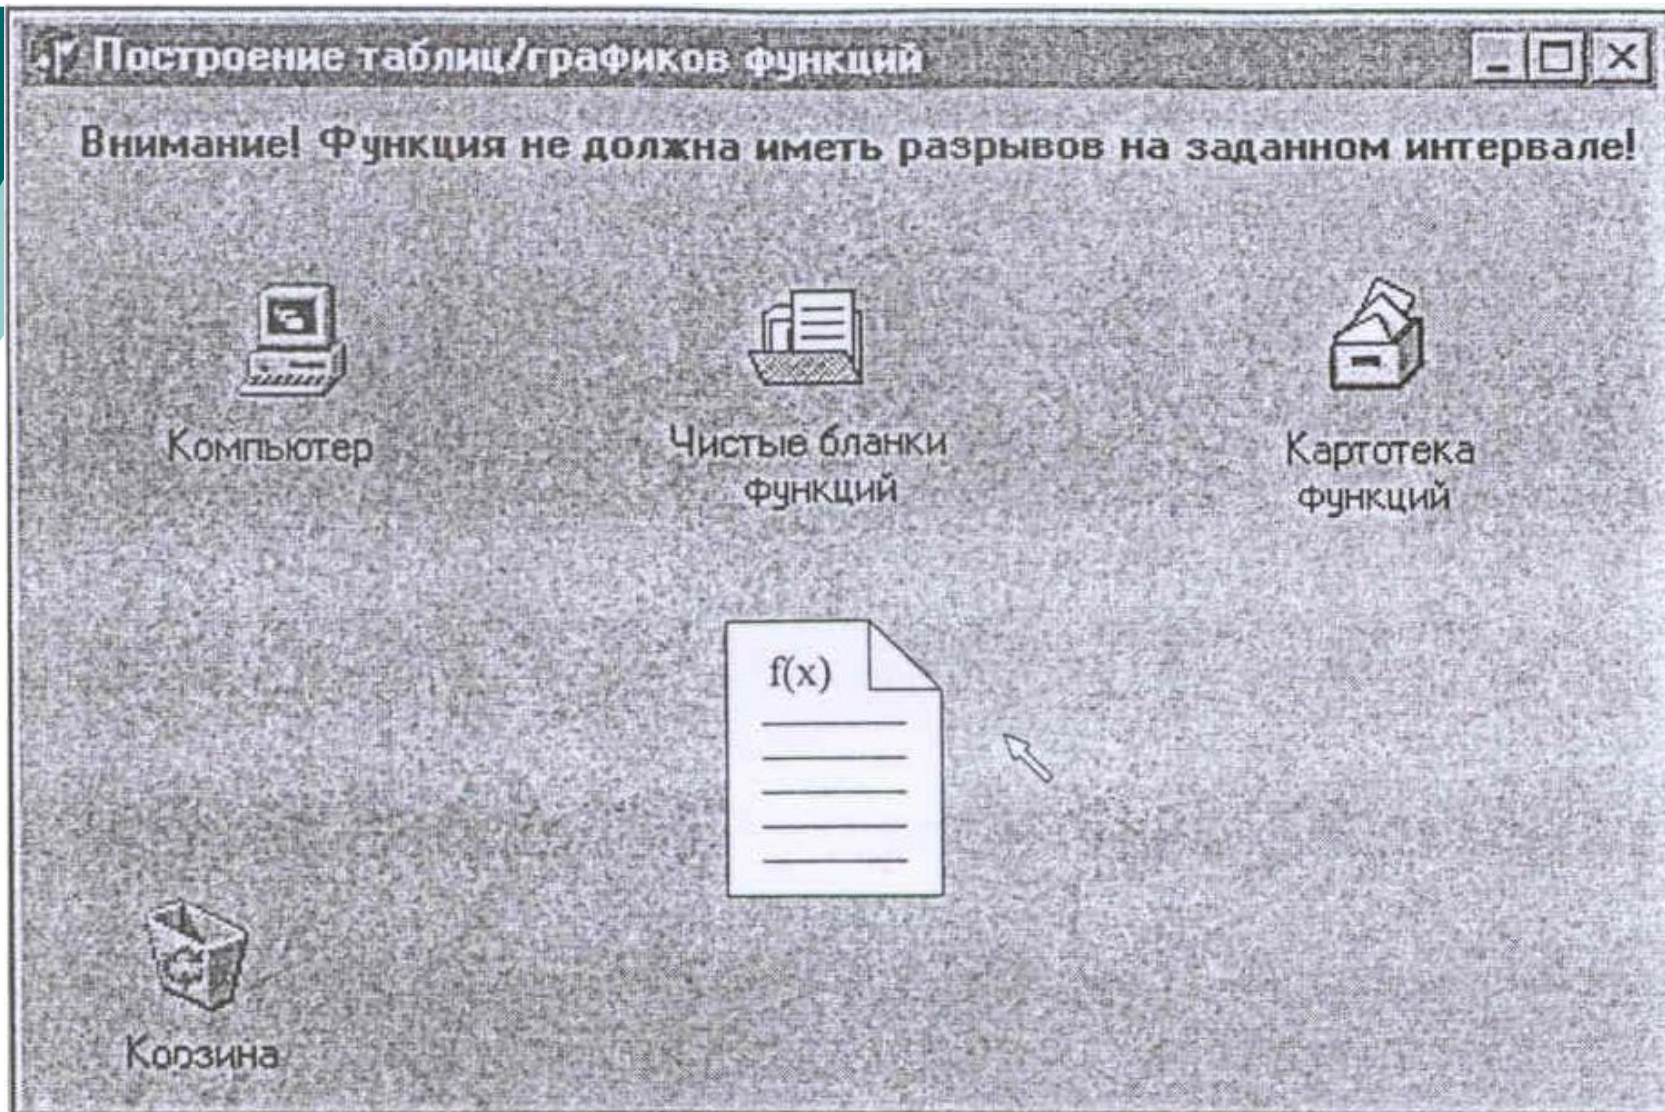 Построение таблиц/графиков функций
Внимание! Функция не должна иметь разрывов на заданном интервале!
Компьютер
Чистые бланки
функций
Картотека
функций
f(x)
Корзина